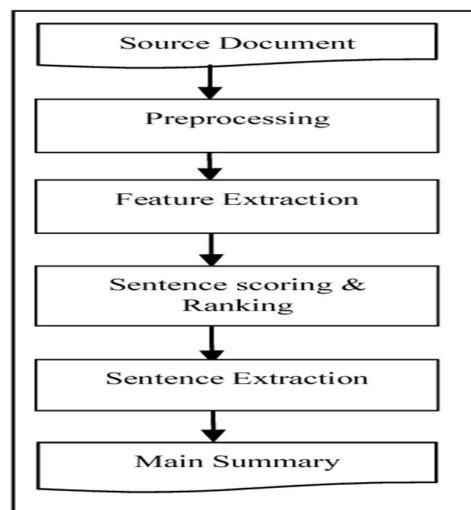 Source Document
Preprocessing
Feature Extraction
Sentence scoring &
Ranking
Sentence Extraction
Main Summary